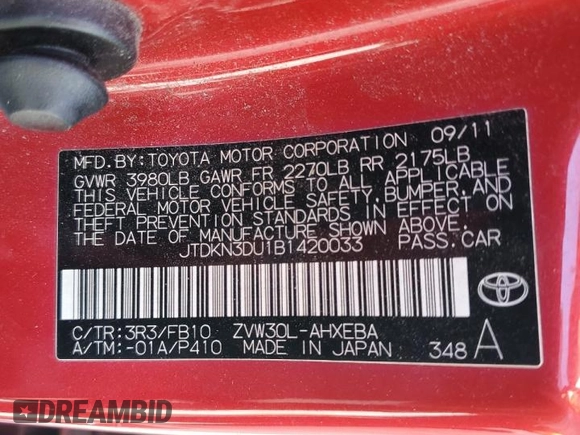 MFD. BY: TOYOTA MOTOR CORPORATION 09/11
GVWR 3980LB GAWR FR 2270LB RR 2175LB
THIS VEHICLE CONFORMS TO ALL APPLICABLE
FEDERAL MOTOR VEHICLE SAFETY, BUMPER, AND
THEFT PREVENTION STANDARDS IN EFFECT ON
THE DATE OF MANUFACTURE SHOWN ABOVE.
JTDKN3DU1B1420033 PASS. CAR
C/TR: 3R3/FB10 ZVW30L-AHXEBA
A/TM: -01A/P410 MADE IN JAPAN 348 A
DREAMBID